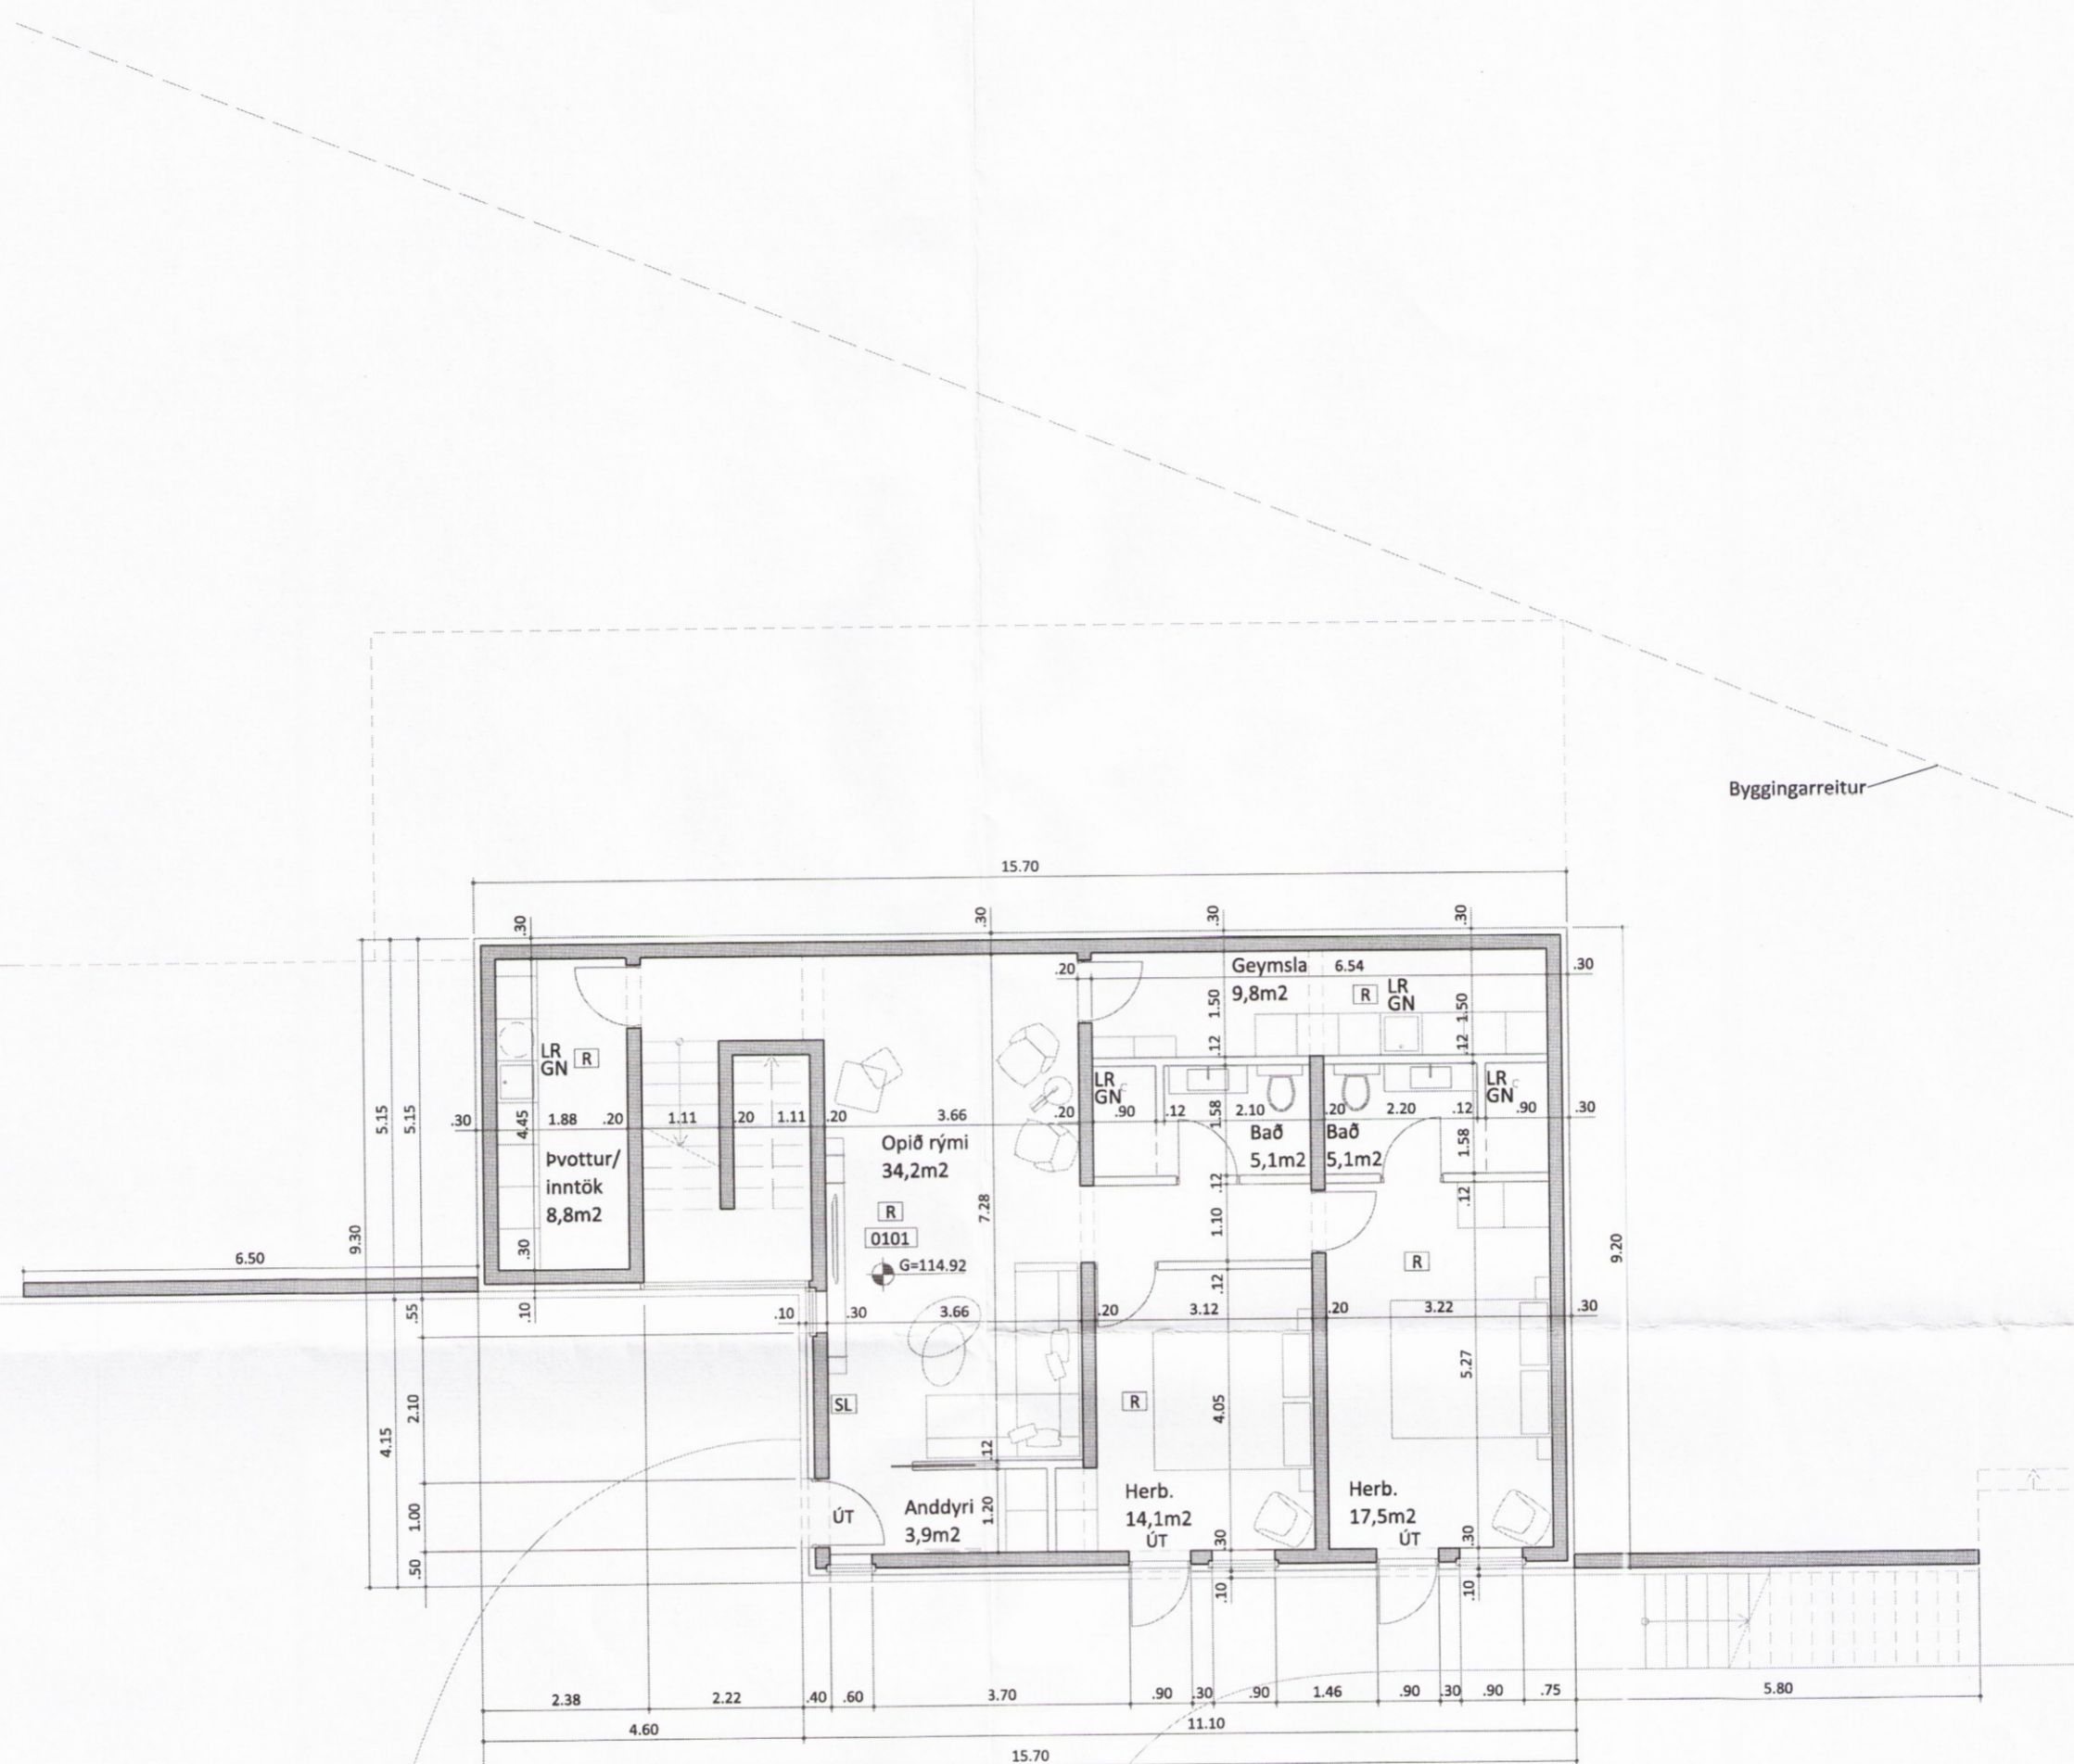 Byggingarreitur
15.70
.30
.30
.30
.30
.20
Geymsla 6.54
9,8m2
R
LR
GN
.30
1.50
1.50
.12
.12
LR
GN
R
LR
GN
LR
GN
5.15
5.15
.30
4.45
1.88
.20
1.11
.20
1.11
.20
3.66
.20
.90
.12
1.58
2.10
.20
2.20
.12
.90
.30
Þvottur/
inntök
8,8m2
Opið rými
34,2m2
R
0101
G=114.92
7.28
Bað
5,1m2
Bað
5,1m2
1.58
.12
.12
1.10
.12
R
9.20
9.30
6.50
.30
.10
.55
.10
.30
3.66
.20
3.12
.20
3.22
.30
5.27
4.05
R
SL
2.10
4.15
.12
1.20
1.00
.50
ÚT
Anddyri
3,9m2
Herb.
14,1m2
ÚT
Herb.
17,5m2
ÚT
.30
.30
.10
.10
2.38
2.22
.40
.60
3.70
.90
.30
.90
1.46
.90
.30
.90
.75
5.80
4.60
11.10
15.70